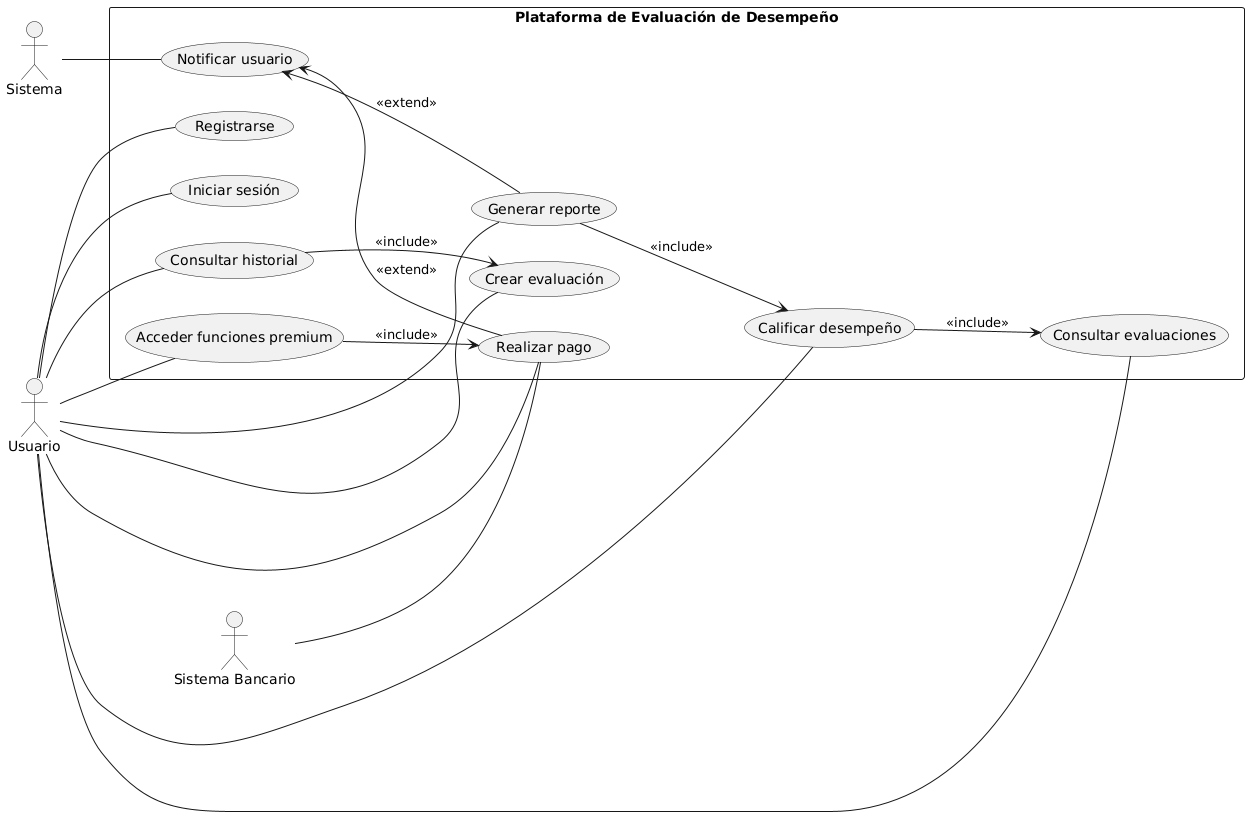 Plataforma de Evaluación de Desempeño
Sistema
Notificar usuario
«extend»
Registrarse
Iniciar sesión
Generar reporte
Consultar historial
«include»
«include»
Crear evaluación
«extend»
Acceder funciones premium
«include»
Realizar pago
Calificar desempeño
«include»
Consultar evaluaciones
Usuario
Sistema Bancario